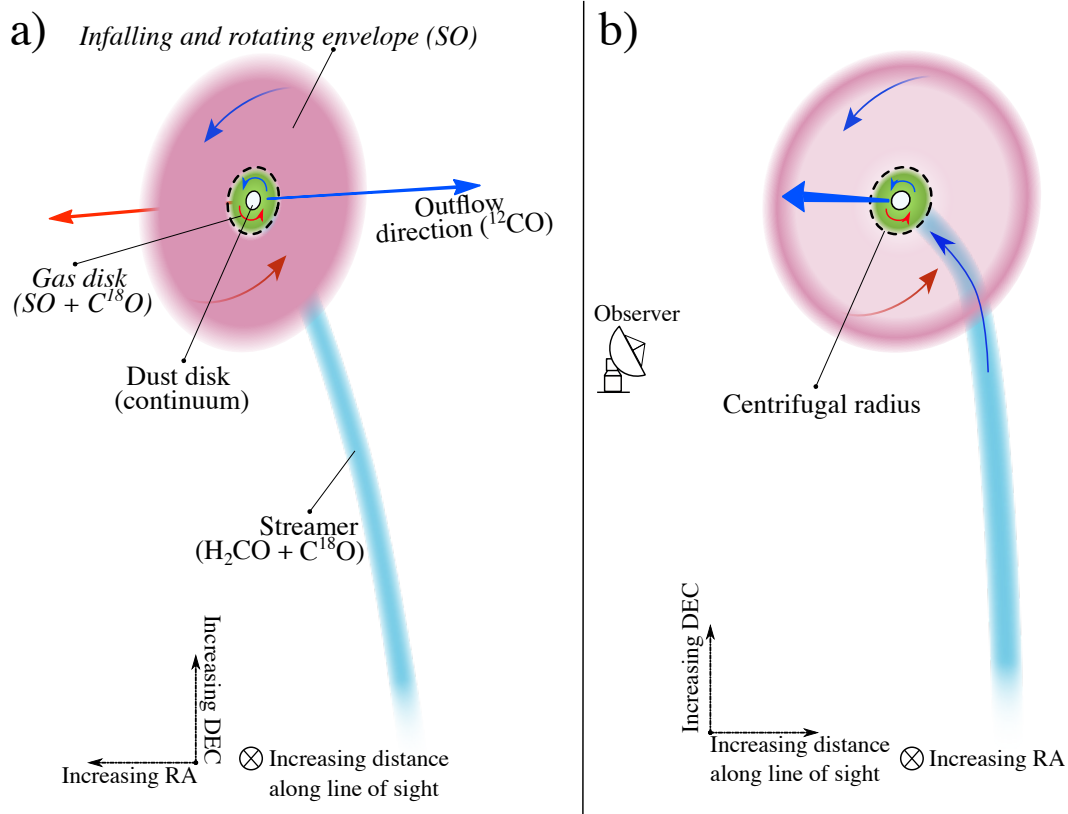 a)
Infalling and rotating envelope (SO)
Outflow
direction (¹²CO)
Gas disk
(SO + C¹⁸O)
Dust disk
(continuum)
Streamer
(H₂CO + C¹⁸O)
Increasing DEC
Increasing RA
Increasing distance
along line of sight
b)
Observer
Centrifugal radius
Increasing DEC
Increasing distance
along line of sight
Increasing RA